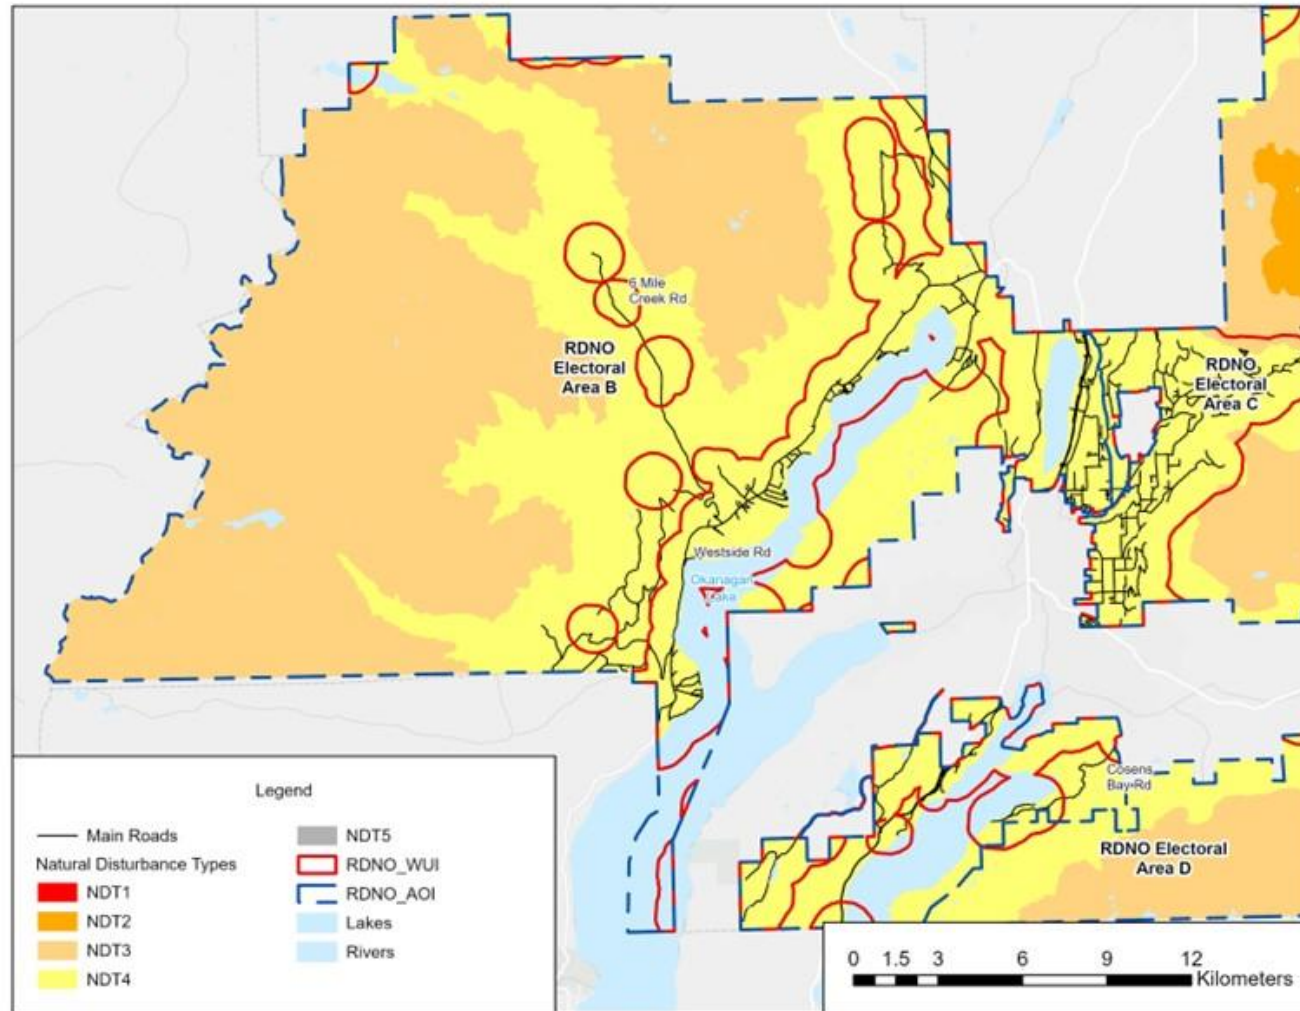 6 Mile
Creek Rd
RDNO
Electoral
Area B
RDNO
Electoral
Area C
Westside Rd
Okanagan
Lake
Cosens
Bay Rd
RDNO Electoral
Area D
Legend
Main Roads
Natural Disturbance Types
NDT1
NDT2
NDT3
NDT4
NDT5
RDNO_WUI
RDNO_AOI
Lakes
Rivers
0 1.5 3 6 9 12
Kilometers